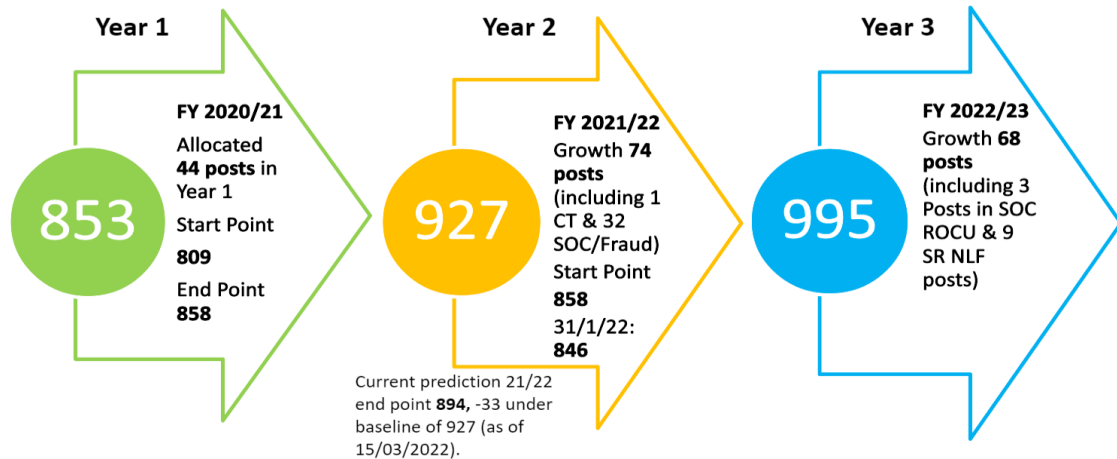 Year 1
853
FY 2020/21
Allocated
44 posts in
Year 1
Start Point
809
End Point
858
Year 2
927
FY 2021/22
Growth 74
posts
(including 1
CT & 32
SOC/Fraud)
Start Point
858
31/1/22:
846
Current prediction 21/22
end point 894, -33 under
baseline of 927 (as of
15/03/2022).
Year 3
995
FY 2022/23
Growth 68
posts
(including 3
Posts in SOC
ROCU & 9
SR NLF
posts)